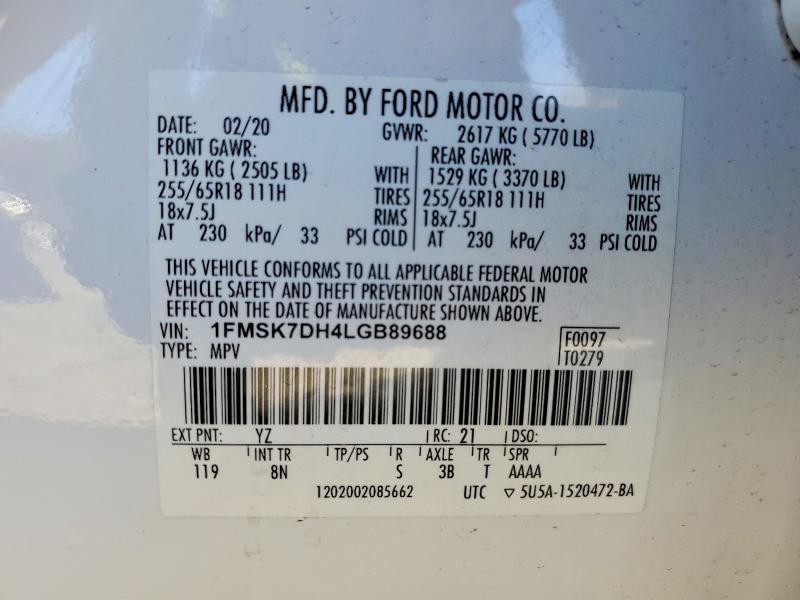 MFD. BY FORD MOTOR CO.
DATE: 02/20 GVWR: 2617 KG ( 5770 LB)
FRONT GAWR: REAR GAWR:
1136 KG ( 2505 LB) WITH 1529 KG ( 3370 LB) WITH
255/65R18 111H TIRES 255/65R18 111H TIRES
18x7.5J RIMS 18x7.5J RIMS
AT 230 kPa/ 33 PSI COLD AT 230 kPa/ 33 PSI COLD
THIS VEHICLE CONFORMS TO ALL APPLICABLE FEDERAL MOTOR
VEHICLE SAFETY AND THEFT PREVENTION STANDARDS IN
EFFECT ON THE DATE OF MANUFACTURE SHOWN ABOVE.
VIN: 1FMSK7DH4LGB89688 F0097
TYPE: MPV T0279
EXT PNT: YZ RC: 21 DSO:
WB INT TR TP/PS R AXLE TR SPR
119 8N S 3B T AAAA
1202002085662 UTC ▽ 5U5A-1520472-BA